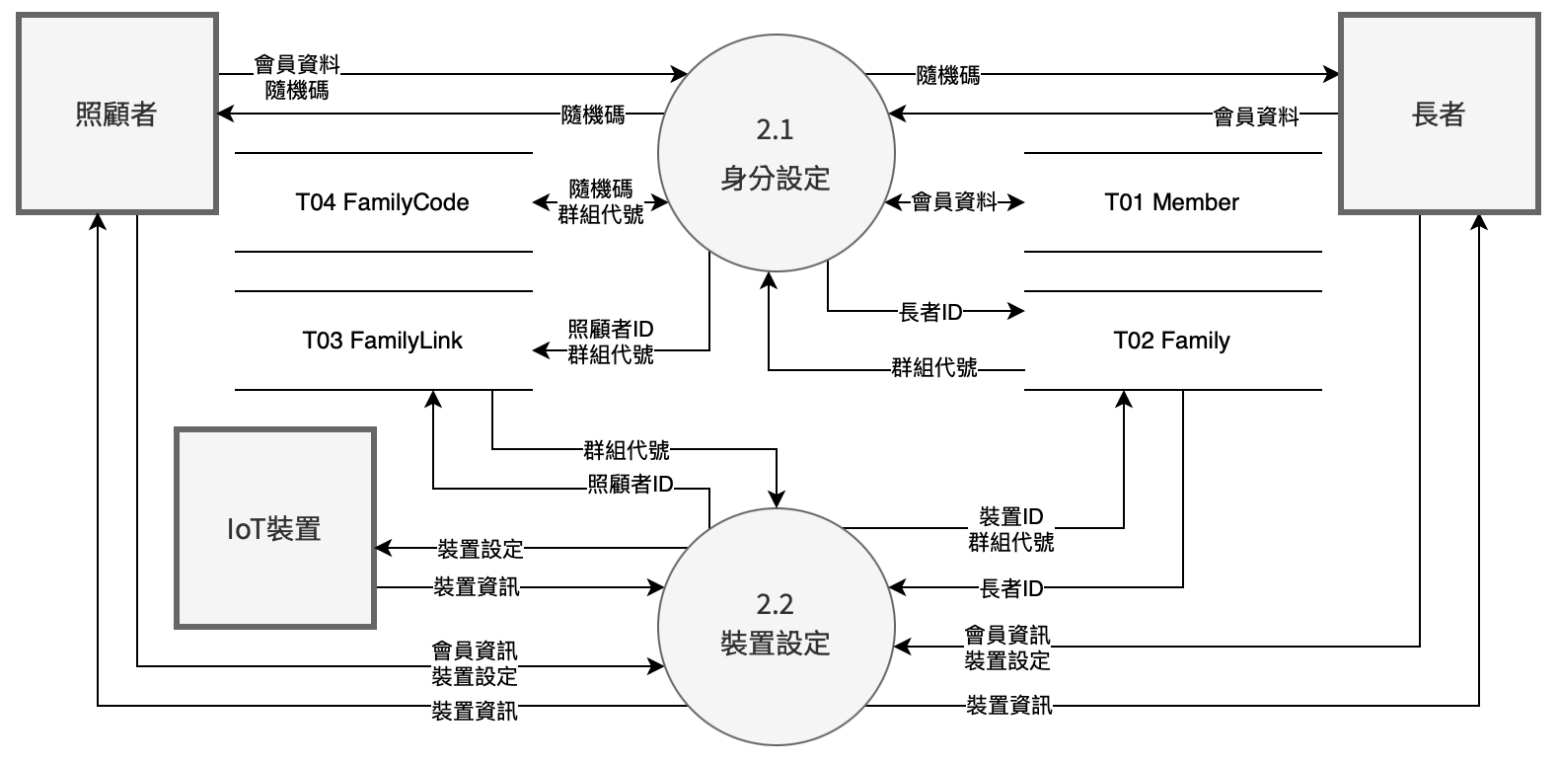 會員資料
隨機碼
隨機碼
照顧者
隨機碼
會員資料
長者
2.1
身分設定
T04 FamilyCode
隨機碼
群組代號
會員資料
T01 Member
T03 FamilyLink
照顧者ID
群組代號
長者ID
群組代號
T02 Family
群組代號
照顧者ID
IoT裝置
裝置設定
裝置資訊
裝置ID
群組代號
長者ID
2.2
裝置設定
會員資訊
裝置設定
裝置資訊
會員資訊
裝置設定
裝置資訊